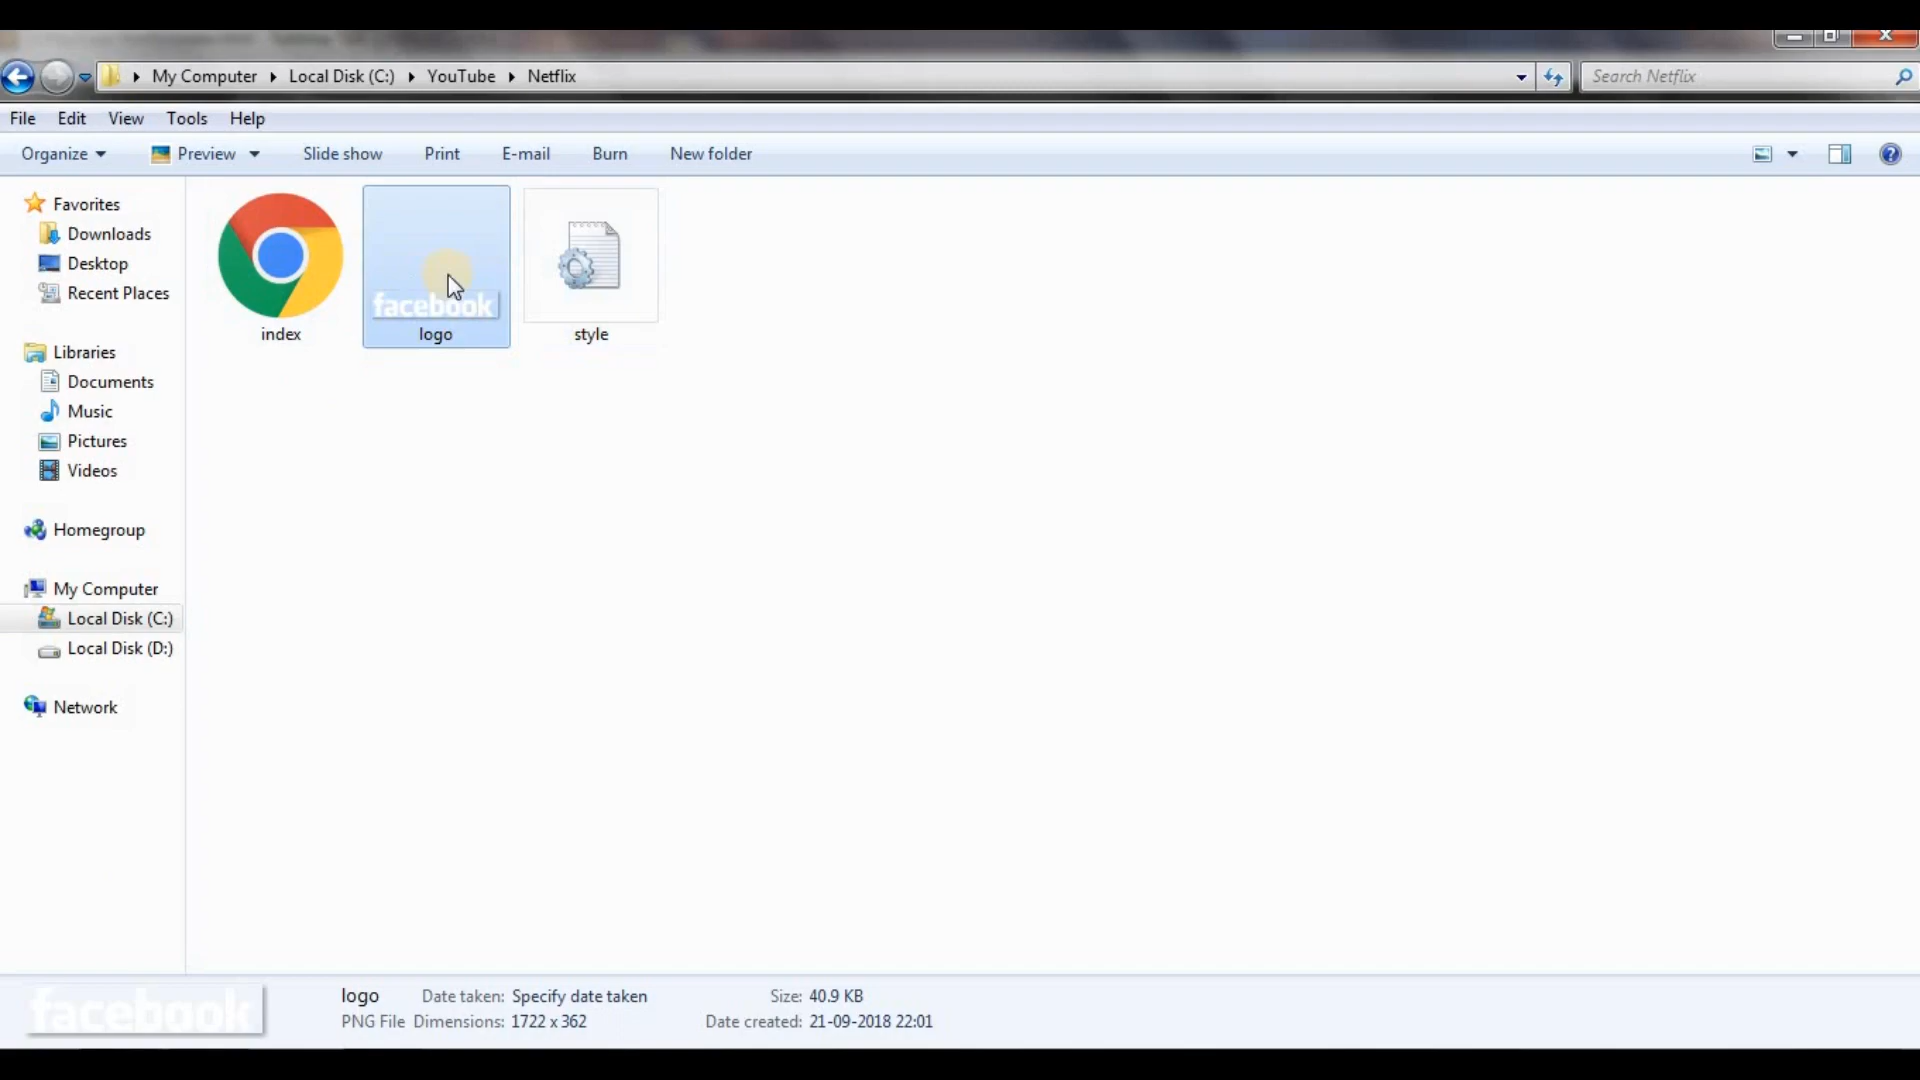 My Computer Local Disk (C:) YouTube Netflix
Search Netflix
File Edit View Tools Help
Organize Preview Slide show Print E-mail Burn New folder
Favorites
Downloads
Desktop
Recent Places
Libraries
Documents
Music
Pictures
Videos
Homegroup
My Computer
Local Disk (C:)
Local Disk (D:)
Network
facebook
index logo style
facebook
logo Date taken: Specify date taken Size: 40.9 KB
PNG File Dimensions: 1722 x 362 Date created: 21-09-2018 22:01